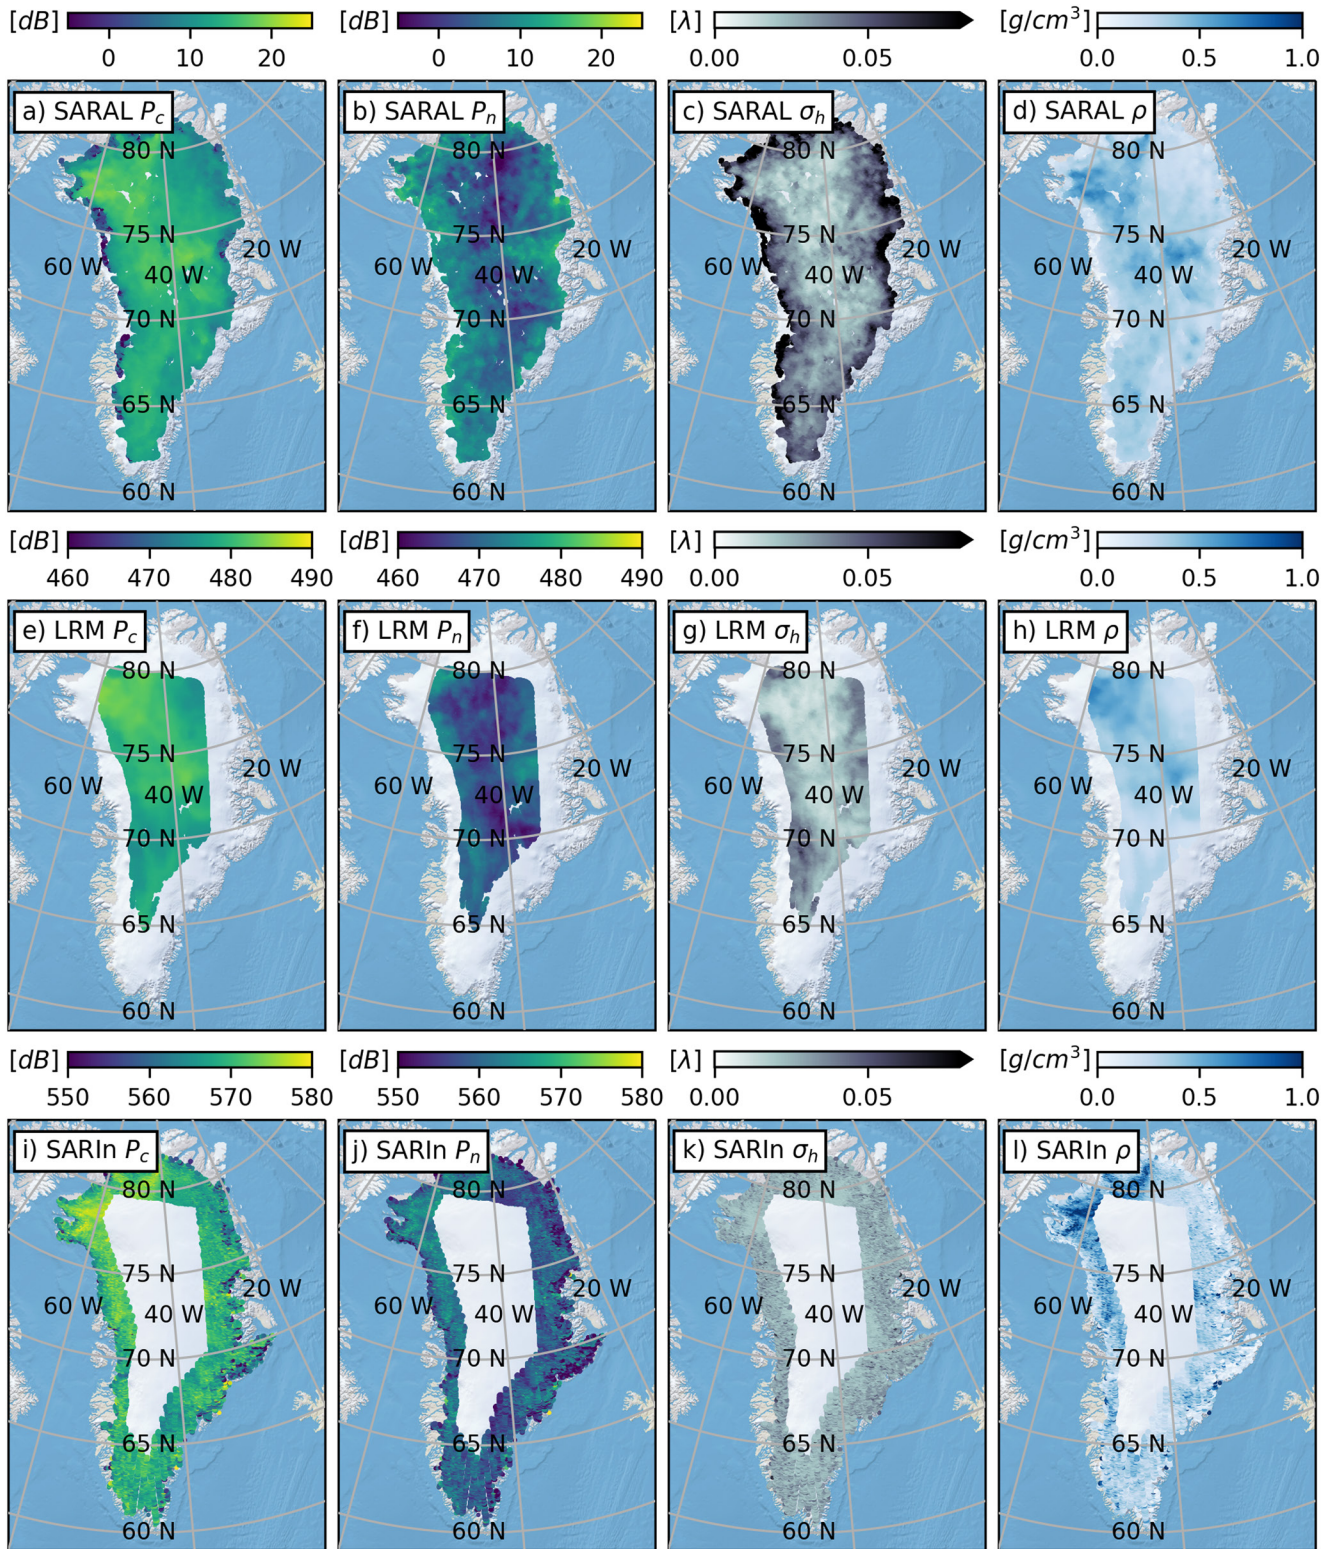 [dB] [dB] [λ] [g/cm³]
0 10 20 0 10 20 0.00 0.05 0.0 0.5 1.0
a) SARAL Pc b) SARAL Pn c) SARAL σh d) SARAL ρ
80 N 80 N 80 N 80 N
75 N 75 N 75 N 75 N
20 W 20 W 20 W 20 W
60 W 60 W 60 W 60 W
40 W 40 W 40 W 40 W
70 N 70 N 70 N 70 N
65 N 65 N 65 N 65 N
60 N 60 N 60 N 60 N
[dB] [dB] [λ] [g/cm³]
460 470 480 490 460 470 480 490 0.00 0.05 0.0 0.5 1.0
e) LRM Pc f) LRM Pn g) LRM σh h) LRM ρ
80 N 80 N 80 N 80 N
75 N 75 N 75 N 75 N
20 W 20 W 20 W 20 W
60 W 60 W 60 W 60 W
40 W 40 W 40 W 40 W
70 N 70 N 70 N 70 N
65 N 65 N 65 N 65 N
60 N 60 N 60 N 60 N
[dB] [dB] [λ] [g/cm³]
550 560 570 580 550 560 570 580 0.00 0.05 0.0 0.5 1.0
i) SARIn Pc j) SARIn Pn k) SARIn σh l) SARIn ρ
80 N 80 N 80 N 80 N
75 N 75 N 75 N 75 N
20 W 20 W 20 W 20 W
60 W 60 W 60 W 60 W
40 W 40 W 40 W 40 W
70 N 70 N 70 N 70 N
65 N 65 N 65 N 65 N
60 N 60 N 60 N 60 N